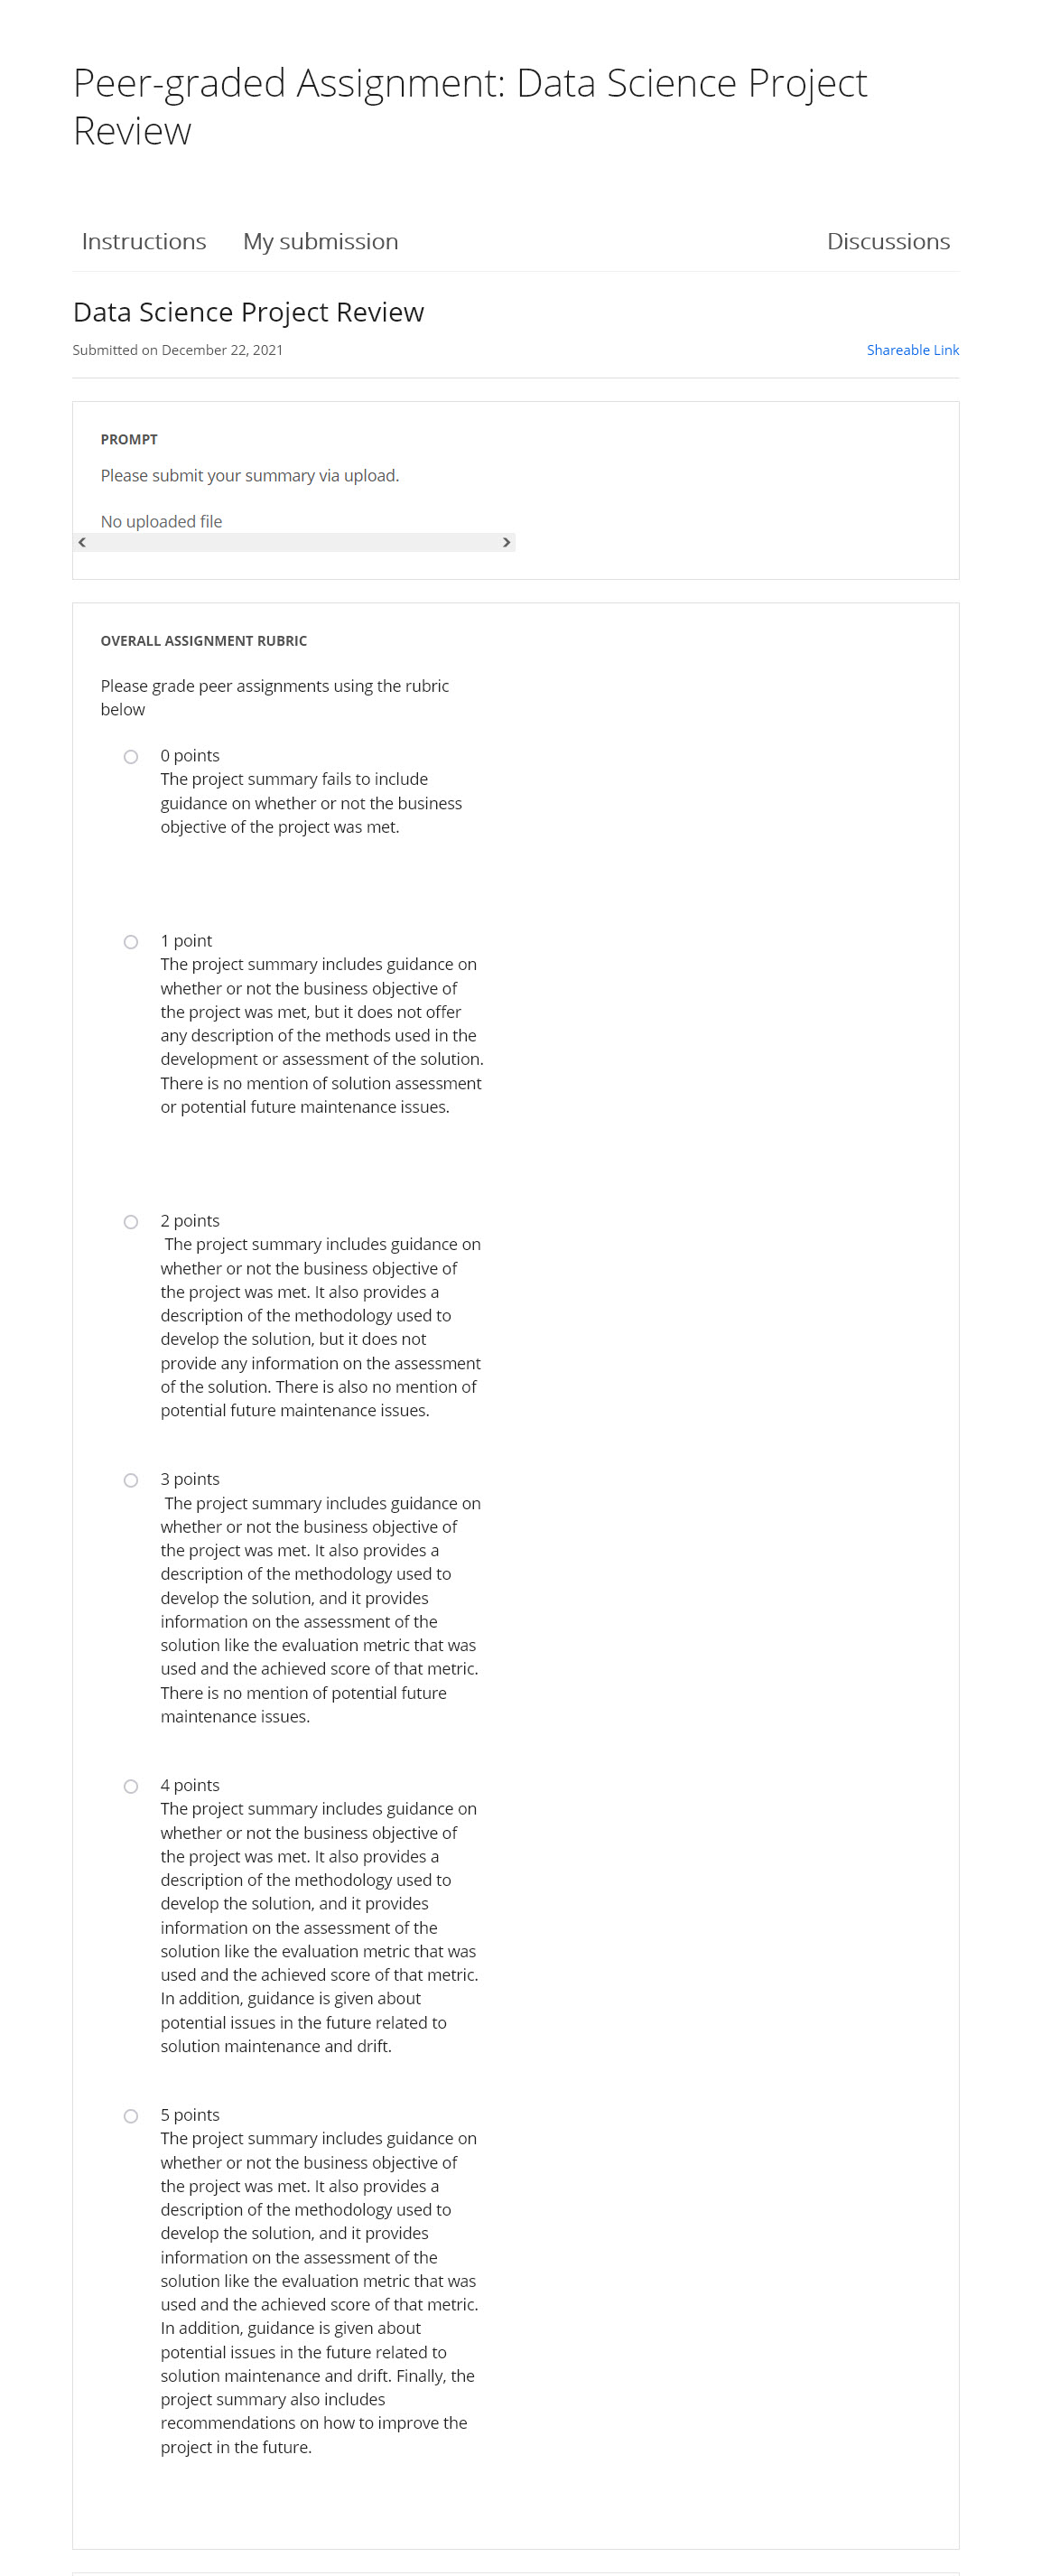 Peer-graded Assignment: Data Science Project
Review
Instructions
My submission
Discussions
Data Science Project Review
Submitted on December 22, 2021
Shareable Link
PROMPT
Please submit your summary via upload.
No uploaded file
OVERALL ASSIGNMENT RUBRIC
Please grade peer assignments using the rubric
below
0 points
The project summary fails to include
guidance on whether or not the business
objective of the project was met.
1 point
The project summary includes guidance on
whether or not the business objective of
the project was met, but it does not offer
any description of the methods used in the
development or assessment of the solution.
There is no mention of solution assessment
or potential future maintenance issues.
2 points
The project summary includes guidance on
whether or not the business objective of
the project was met. It also provides a
description of the methodology used to
develop the solution, but it does not
provide any information on the assessment
of the solution. There is also no mention of
potential future maintenance issues.
3 points
The project summary includes guidance on
whether or not the business objective of
the project was met. It also provides a
description of the methodology used to
develop the solution, and it provides
information on the assessment of the
solution like the evaluation metric that was
used and the achieved score of that metric.
There is no mention of potential future
maintenance issues.
4 points
The project summary includes guidance on
whether or not the business objective of
the project was met. It also provides a
description of the methodology used to
develop the solution, and it provides
information on the assessment of the
solution like the evaluation metric that was
used and the achieved score of that metric.
In addition, guidance is given about
potential issues in the future related to
solution maintenance and drift.
5 points
The project summary includes guidance on
whether or not the business objective of
the project was met. It also provides a
description of the methodology used to
develop the solution, and it provides
information on the assessment of the
solution like the evaluation metric that was
used and the achieved score of that metric.
In addition, guidance is given about
potential issues in the future related to
solution maintenance and drift. Finally, the
project summary also includes
recommendations on how to improve the
project in the future.